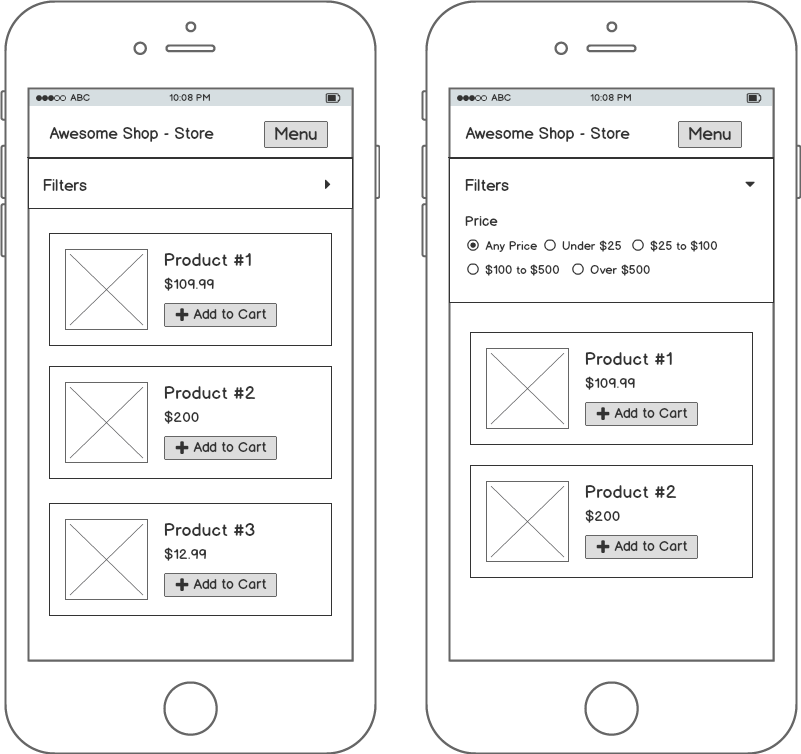 ABC 10:08 PM
Awesome Shop - Store Menu
Filters
Product #1
$109.99
Add to Cart
Product #2
$200
Add to Cart
Product #3
$12.99
Add to Cart
ABC 10:08 PM
Awesome Shop - Store Menu
Filters
Price
Any Price Under $25 $25 to $100
$100 to $500 Over $500
Product #1
$109.99
Add to Cart
Product #2
$200
Add to Cart